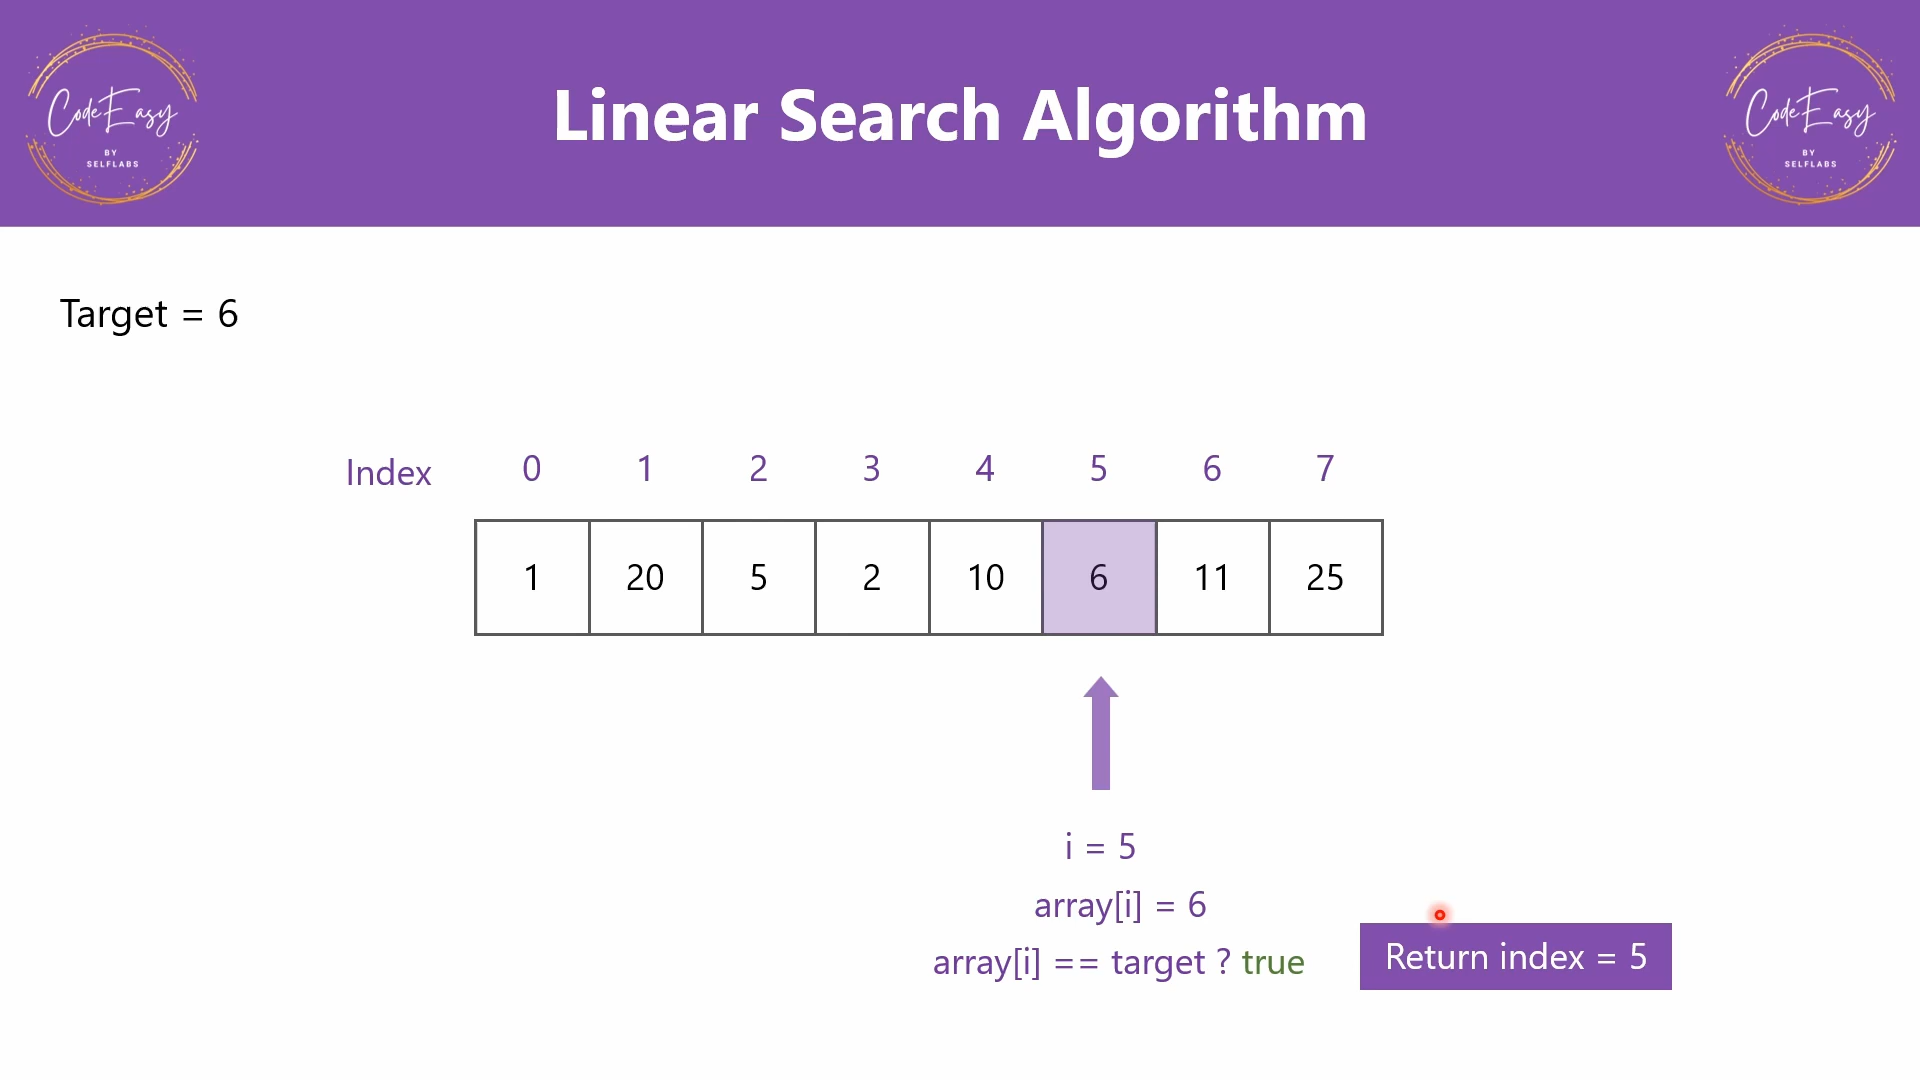 CodeEasy
BY
SELFLABS
Linear Search Algorithm
CodeEasy
BY
SELFLABS
Target = 6
Index 0 1 2 3 4 5 6 7
1 20 5 2 10 6 11 25
i = 5
array[i] = 6
array[i] == target ? true
Return index = 5